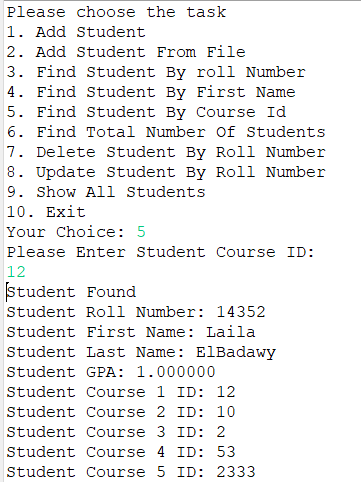 Please choose the task
1. Add Student
2. Add Student From File
3. Find Student By roll Number
4. Find Student By First Name
5. Find Student By Course Id
6. Find Total Number Of Students
7. Delete Student By Roll Number
8. Update Student By Roll Number
9. Show All Students
10. Exit
Your Choice: 5
Please Enter Student Course ID:
12
Student Found
Student Roll Number: 14352
Student First Name: Laila
Student Last Name: ElBadawy
Student GPA: 1.000000
Student Course 1 ID: 12
Student Course 2 ID: 10
Student Course 3 ID: 2
Student Course 4 ID: 53
Student Course 5 ID: 2333